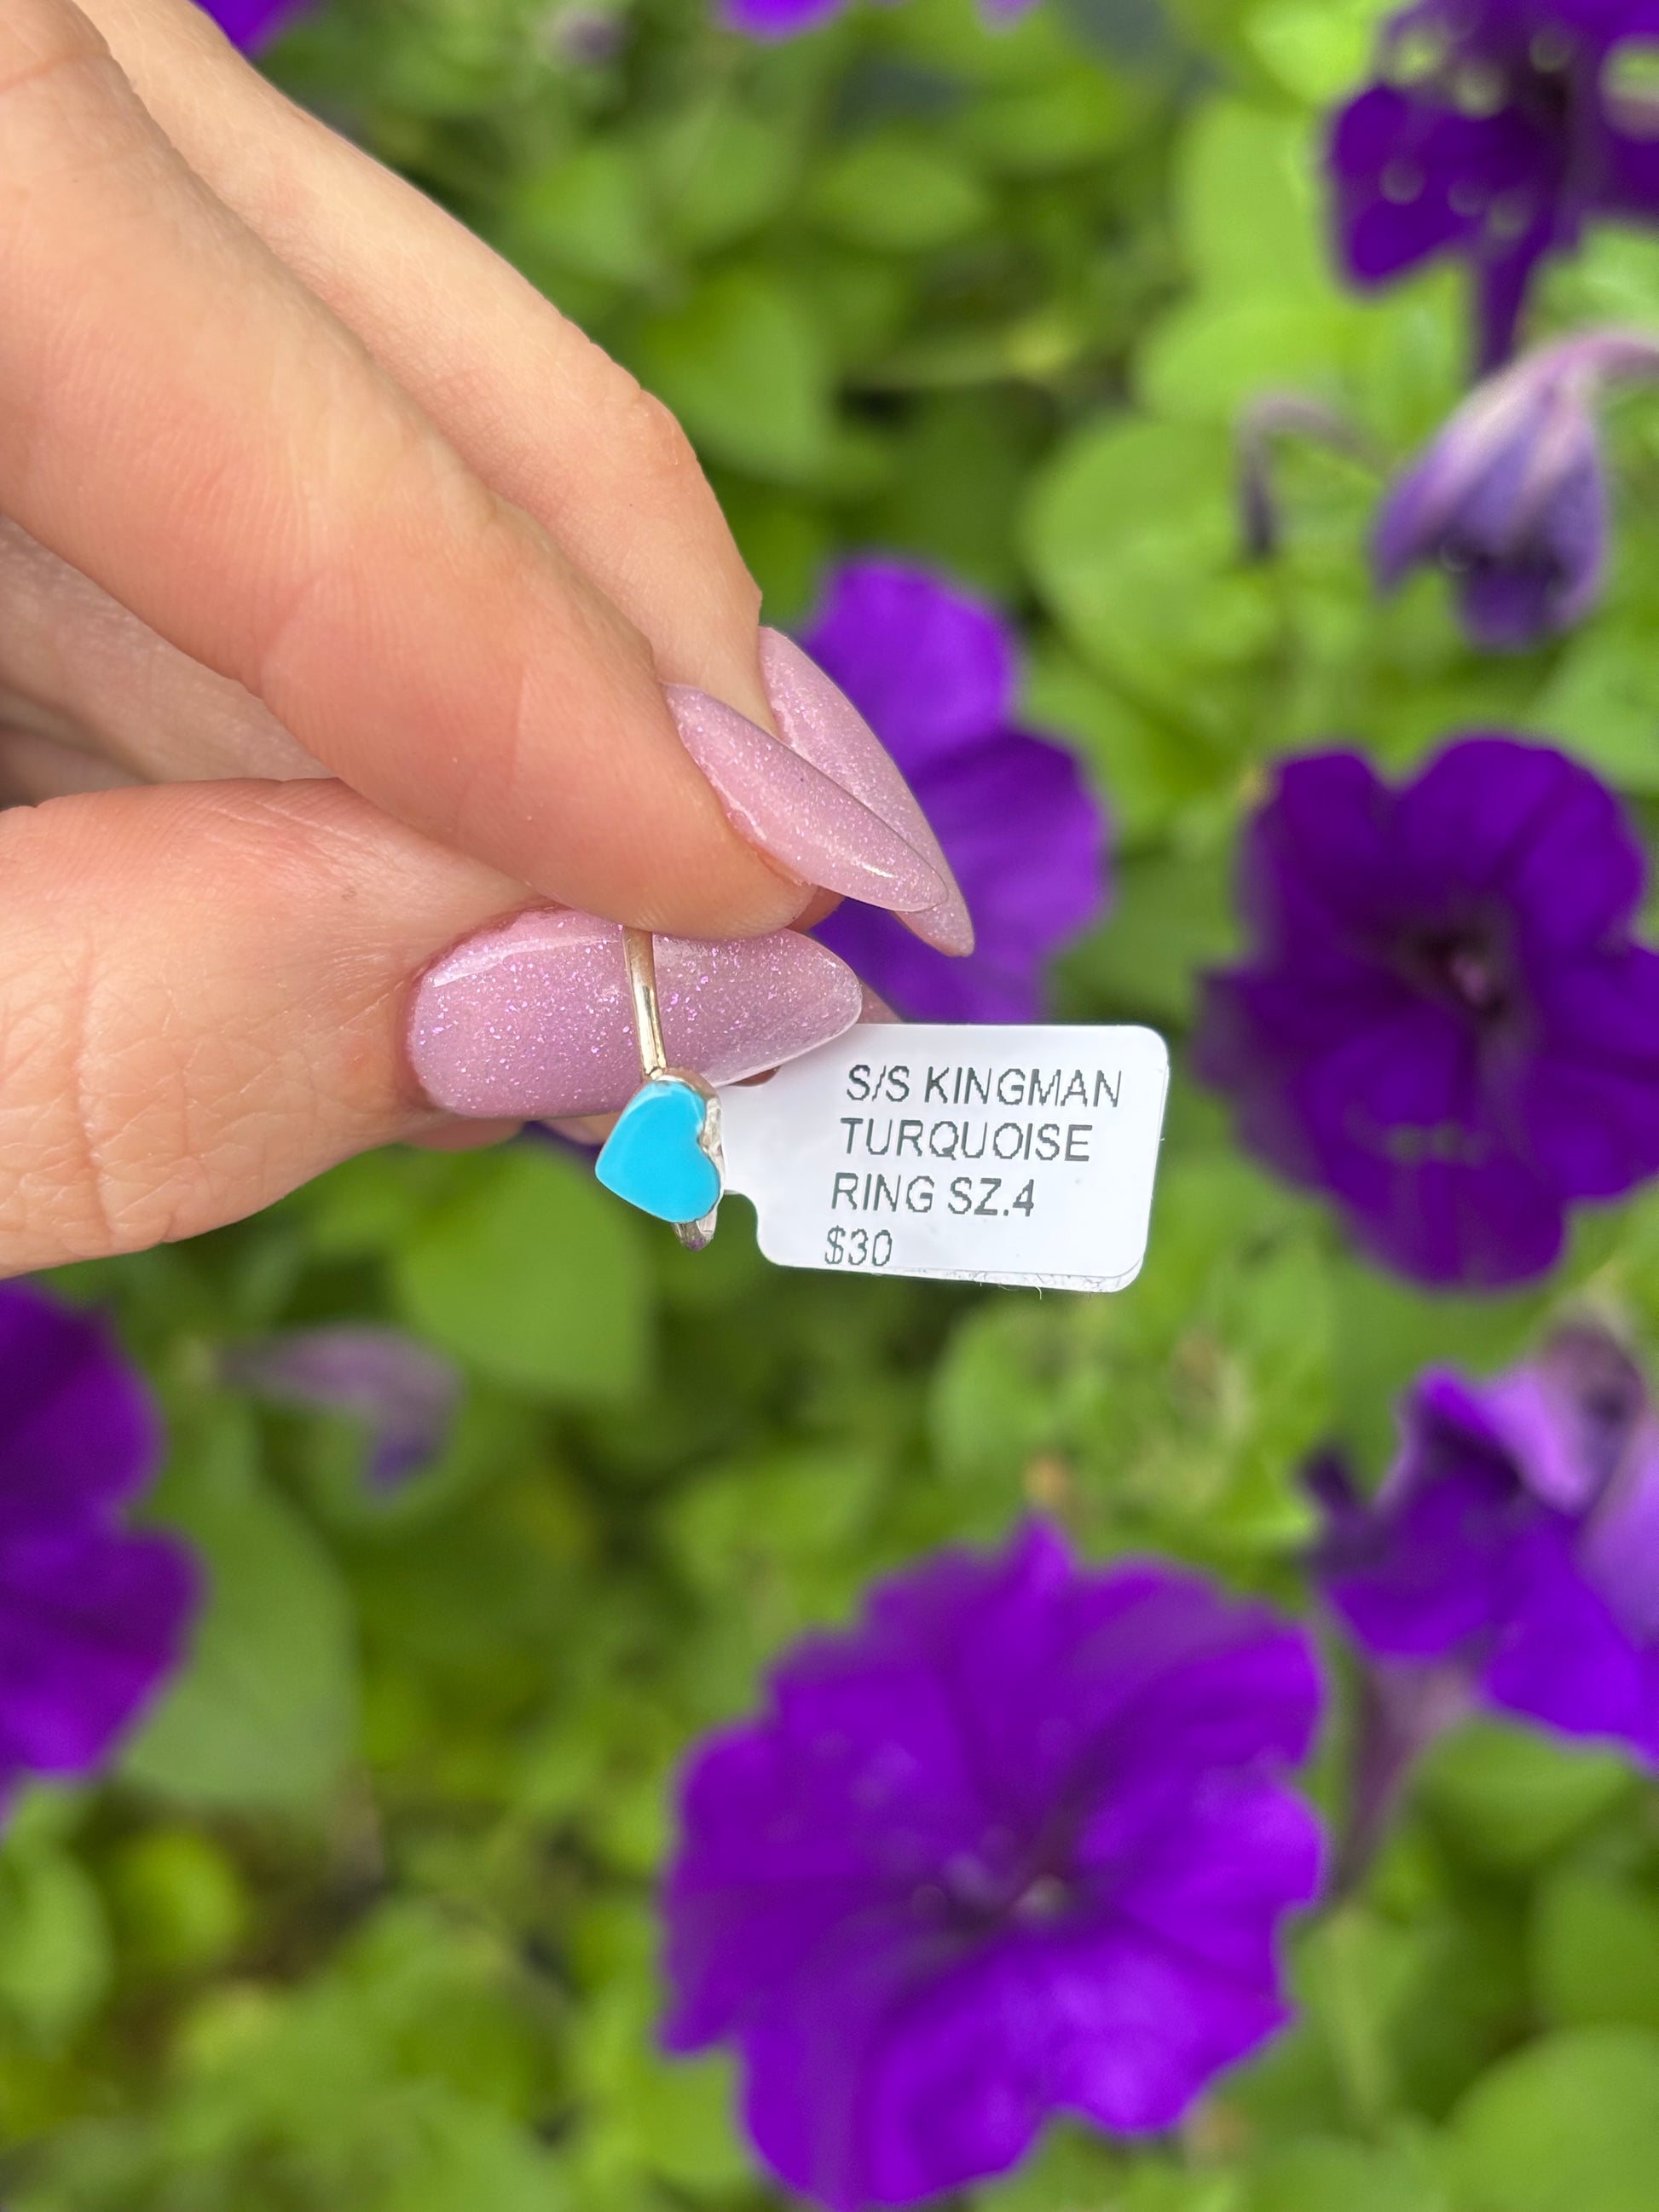 S/S KINGMAN
TURQUOISE
RING SZ.4
$30